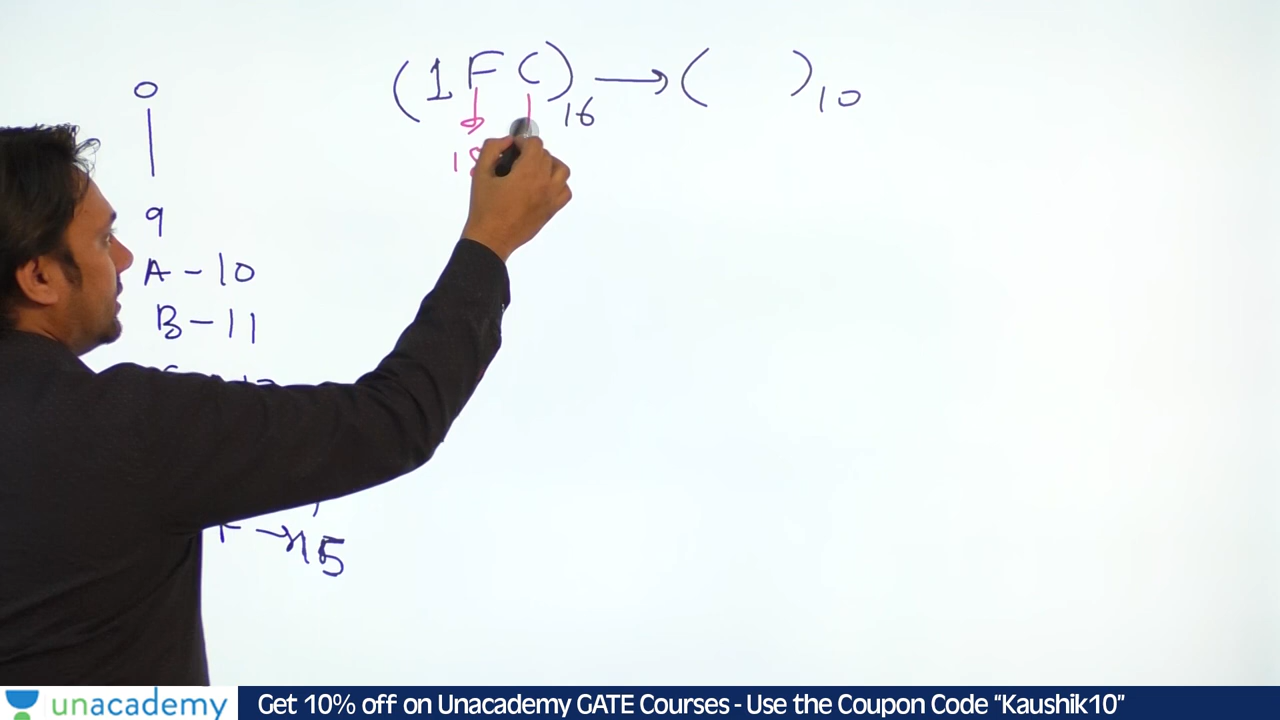 (1FC)16 → (   )10
0
|
9
A - 10
B - 11
F → 15
unacademy
Get 10% off on Unacademy GATE Courses - Use the Coupon Code “Kaushik10”